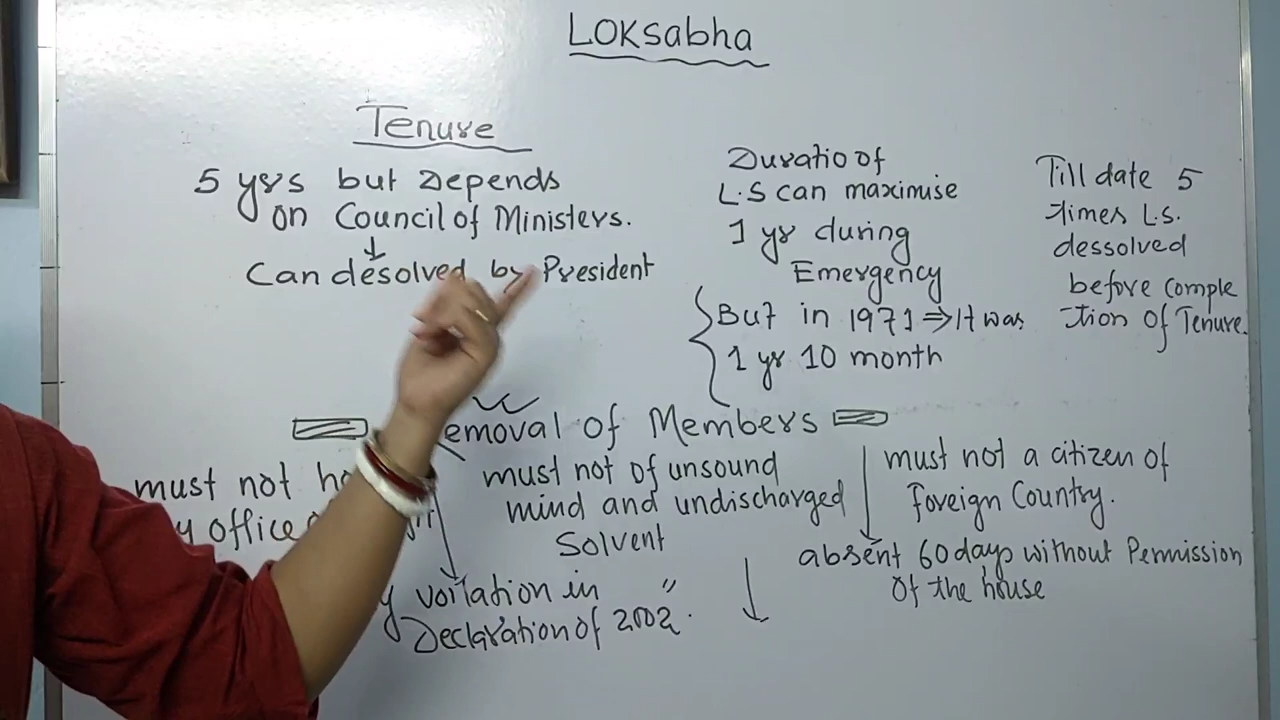 Loksabha
Tenure
5 yrs but Depends
on Council of Ministers.
↓
Can desolved by President
Duratio of
L.S can maximise
1 yr during
Emergency
But in 1971 ⇒ It was
1 yr 10 month
Till date 5
times L.S.
dessolved
before comple
tion of Tenure.
emoval of Members
must not
office
must not of unsound
mind and undischarged
Solvent
must not a citizen of
Foreign Country.
absent 60 days without Permission
of the house
y voilation in "
Declaration of 2002.